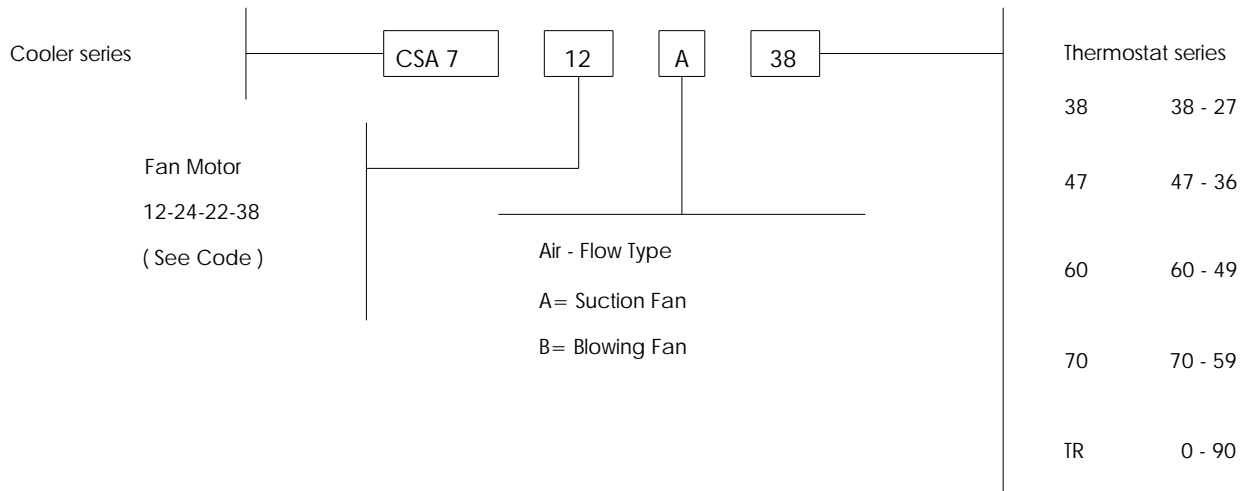 Cooler series
CSA 7
12
A
38
Thermostat series
38 38 - 27
47 47 - 36
60 60 - 49
70 70 - 59
TR 0 - 90
Fan Motor
12-24-22-38
( See Code )
Air - Flow Type
A= Suction Fan
B= Blowing Fan